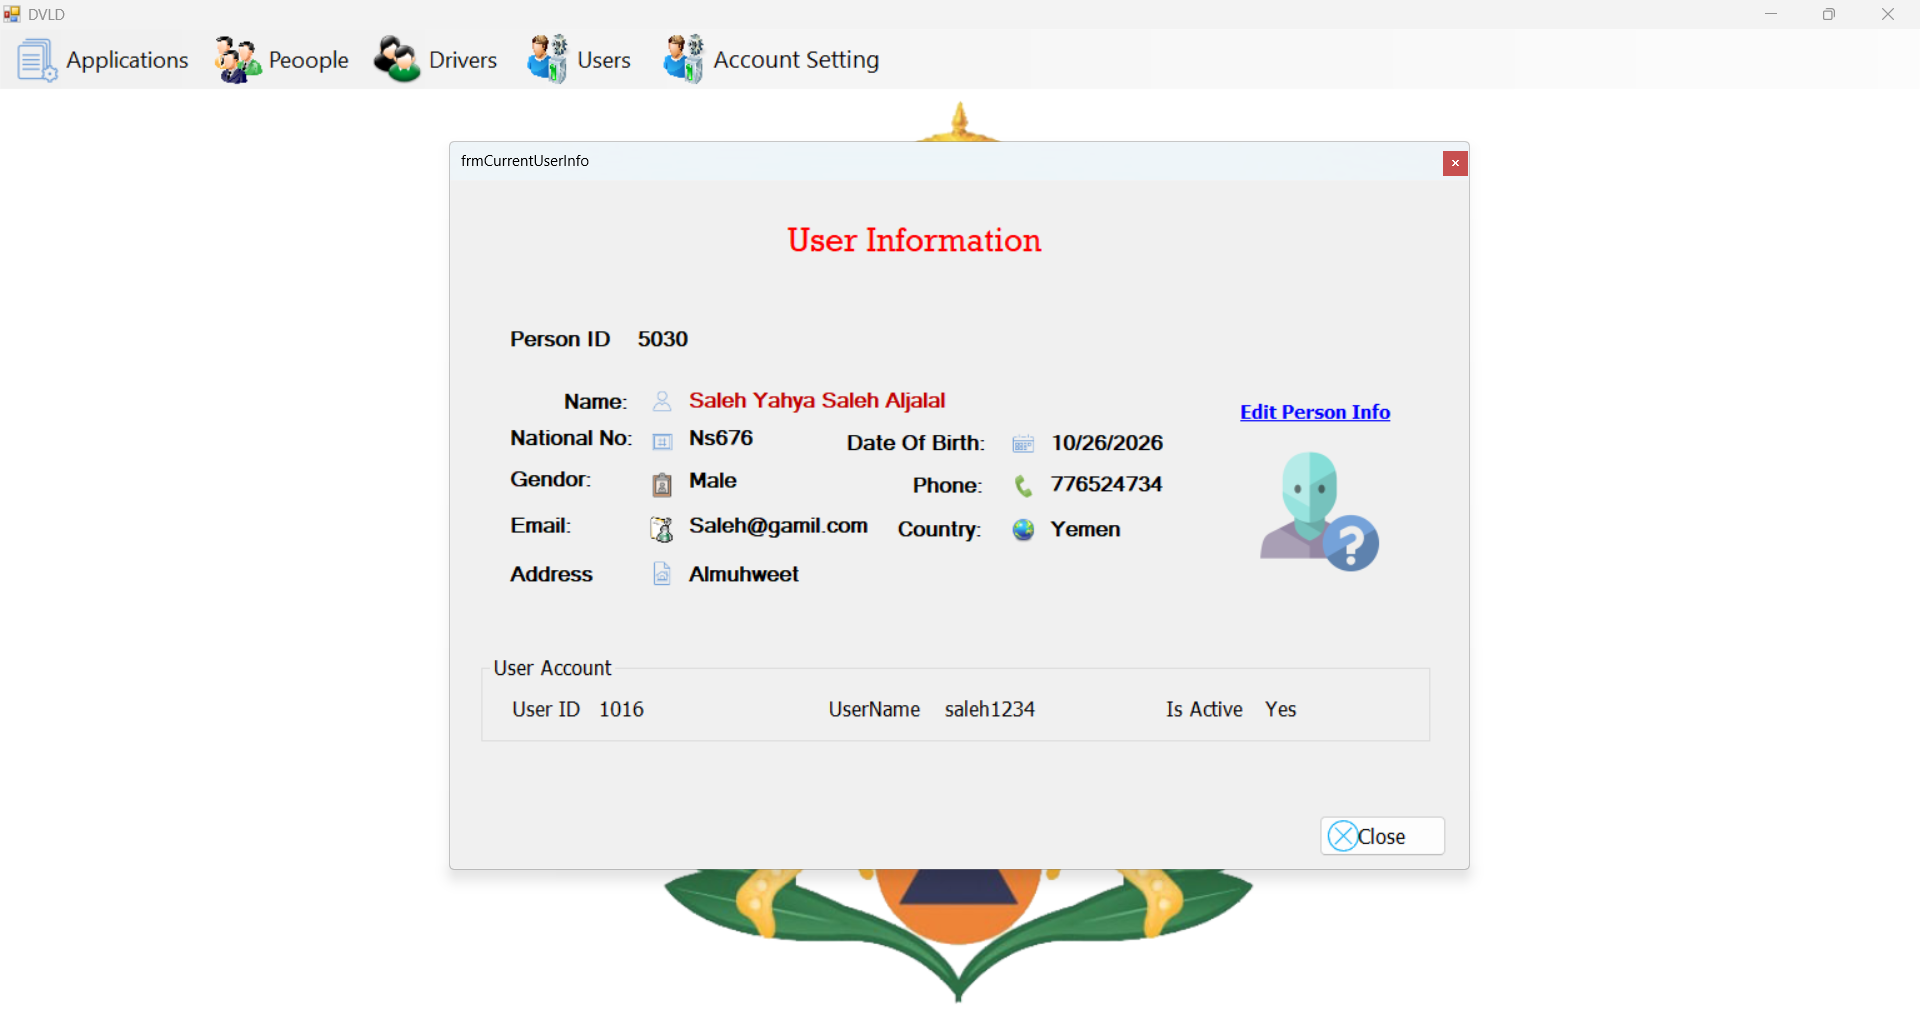 DVLD
Applications Peoople Drivers Users Account Setting
frmCurrentUserInfo
User Information
Person ID 5030
Name: Saleh Yahya Saleh Aljalal
Edit Person Info
National No: Ns676 Date Of Birth: 10/26/2026
Gendor: Male Phone: 776524734
Email: Saleh@gamil.com Country: Yemen
Address Almuhweet
User Account
User ID 1016 UserName saleh1234 Is Active Yes
Close